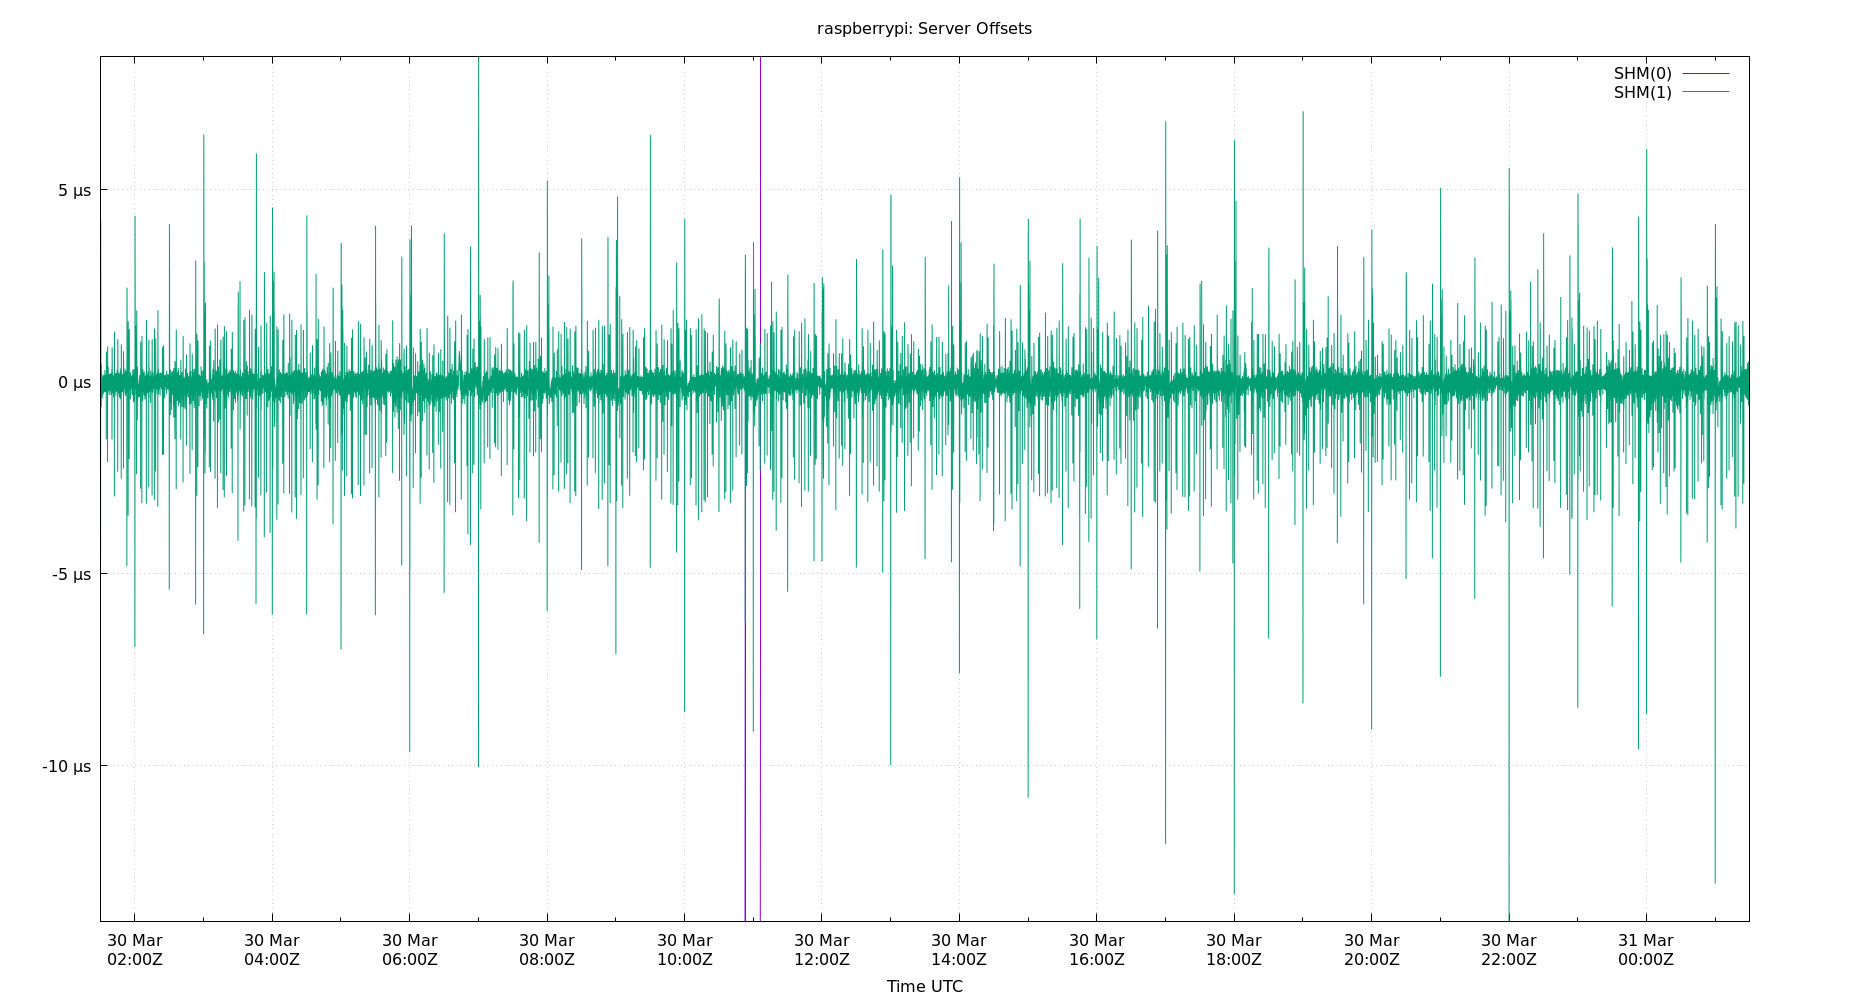 raspberrypi: Server Offsets
SHM(0)
SHM(1)
5 µs
0 µs
-5 µs
-10 µs
30 Mar 30 Mar 30 Mar 30 Mar 30 Mar 30 Mar 30 Mar 30 Mar 30 Mar 30 Mar 30 Mar 31 Mar
02:00Z 04:00Z 06:00Z 08:00Z 10:00Z 12:00Z 14:00Z 16:00Z 18:00Z 20:00Z 22:00Z 00:00Z
Time UTC